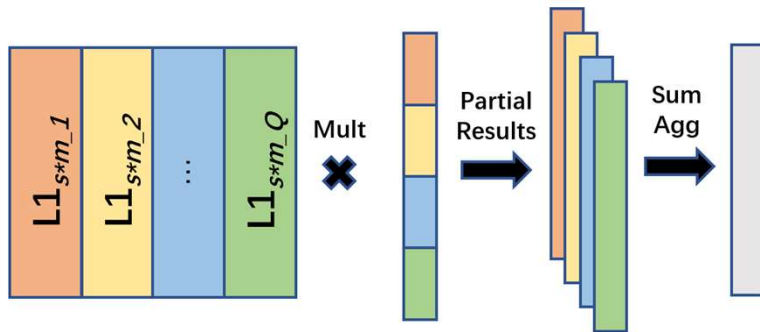 L1s*m_1
L1s*m_2
...
L1s*m_Q
Mult
Partial
Results
Sum
Agg